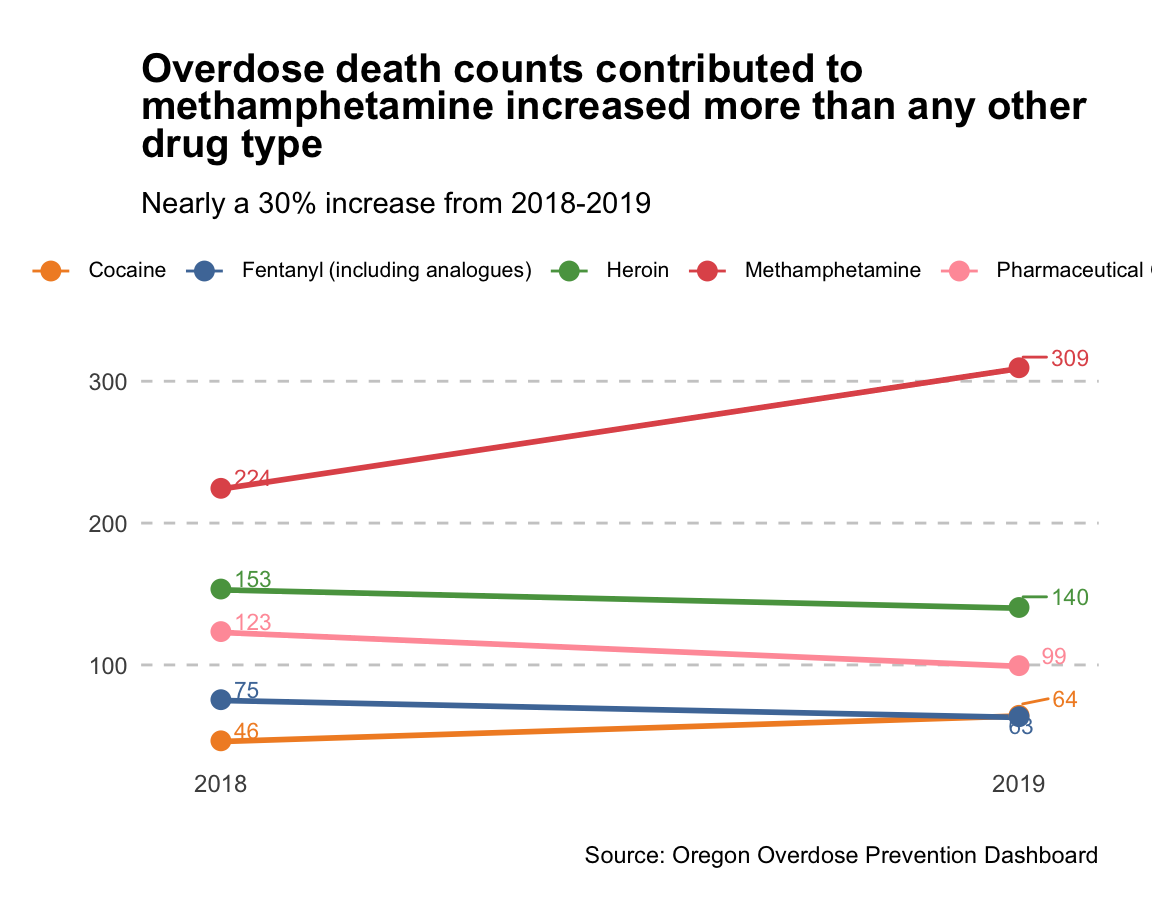 Overdose death counts contributed to
methamphetamine increased more than any other
drug type
Nearly a 30% increase from 2018-2019
Cocaine Fentanyl (including analogues) Heroin Methamphetamine Pharmaceutical
309
300
224
200
153
140
123
99
100
75
64
46
63
2018 2019
Source: Oregon Overdose Prevention Dashboard